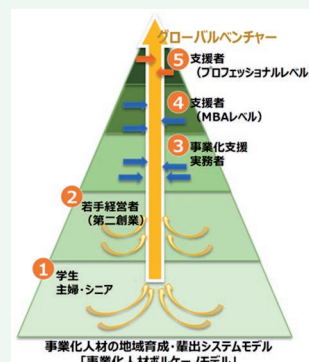 グローバルベンチャー
5 支援者
（プロフェッショナルレベル）
4 支援者
（MBAレベル）
3 事業化支援
実務者
2 若手経営者
（第二創業）
1 学生
主婦・シニア
事業化人材の地域育成・輩出システムモデル
「事業化人材ボルケーノモデル」